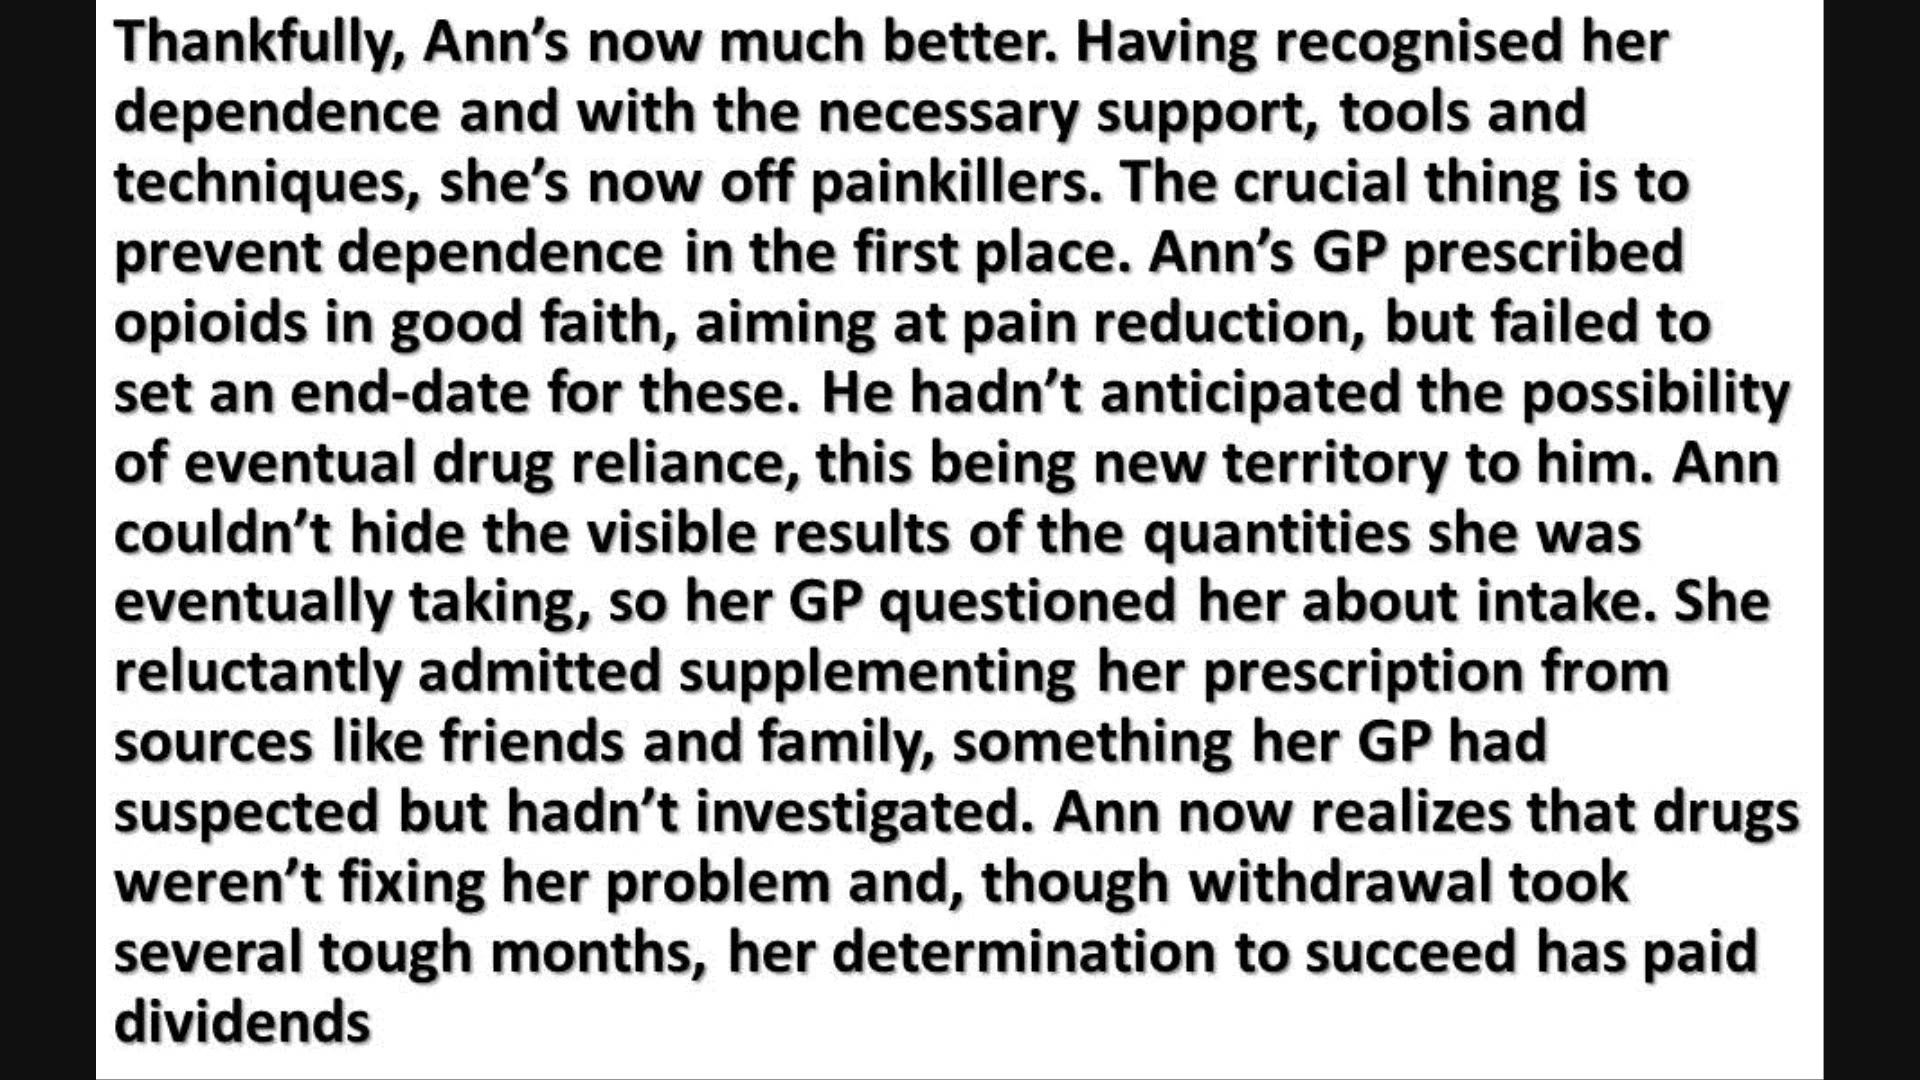 Thankfully, Ann’s now much better. Having recognised her
dependence and with the necessary support, tools and
techniques, she’s now off painkillers. The crucial thing is to
prevent dependence in the first place. Ann’s GP prescribed
opioids in good faith, aiming at pain reduction, but failed to
set an end-date for these. He hadn’t anticipated the possibility
of eventual drug reliance, this being new territory to him. Ann
couldn’t hide the visible results of the quantities she was
eventually taking, so her GP questioned her about intake. She
reluctantly admitted supplementing her prescription from
sources like friends and family, something her GP had
suspected but hadn’t investigated. Ann now realizes that drugs
weren’t fixing her problem and, though withdrawal took
several tough months, her determination to succeed has paid
dividends